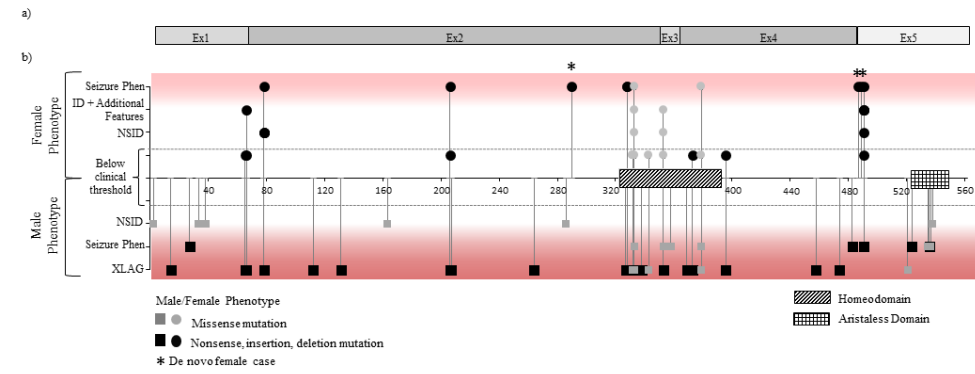 a)
Ex1 Ex2 Ex3 Ex4 Ex5
b)
* **
Female Phenotype
Seizure Phen
ID + Additional Features
NSID
Below clinical threshold
40 80 120 160 200 240 280 320 360 400 440 480 520 560
Male Phenotype
NSID
Seizure Phen
XLAG
Male/Female Phenotype
Missense mutation
Nonsense, insertion, deletion mutation
* De novo female case
Homeodomain
Aristaless Domain